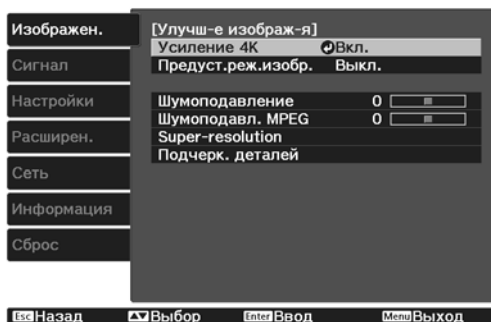 Изображен.
Сигнал
Настройки
Расширен.
Сеть
Информация
Сброс
[Улучш-е изображ-я]
Усиление 4K Вкл.
Предуст.реж.изобр. Выкл.
Шумоподавление 0
Шумоподавл. MPEG 0
Super-resolution
Подчерк. деталей
Esc Назад Выбор Enter Ввод Menu Выход